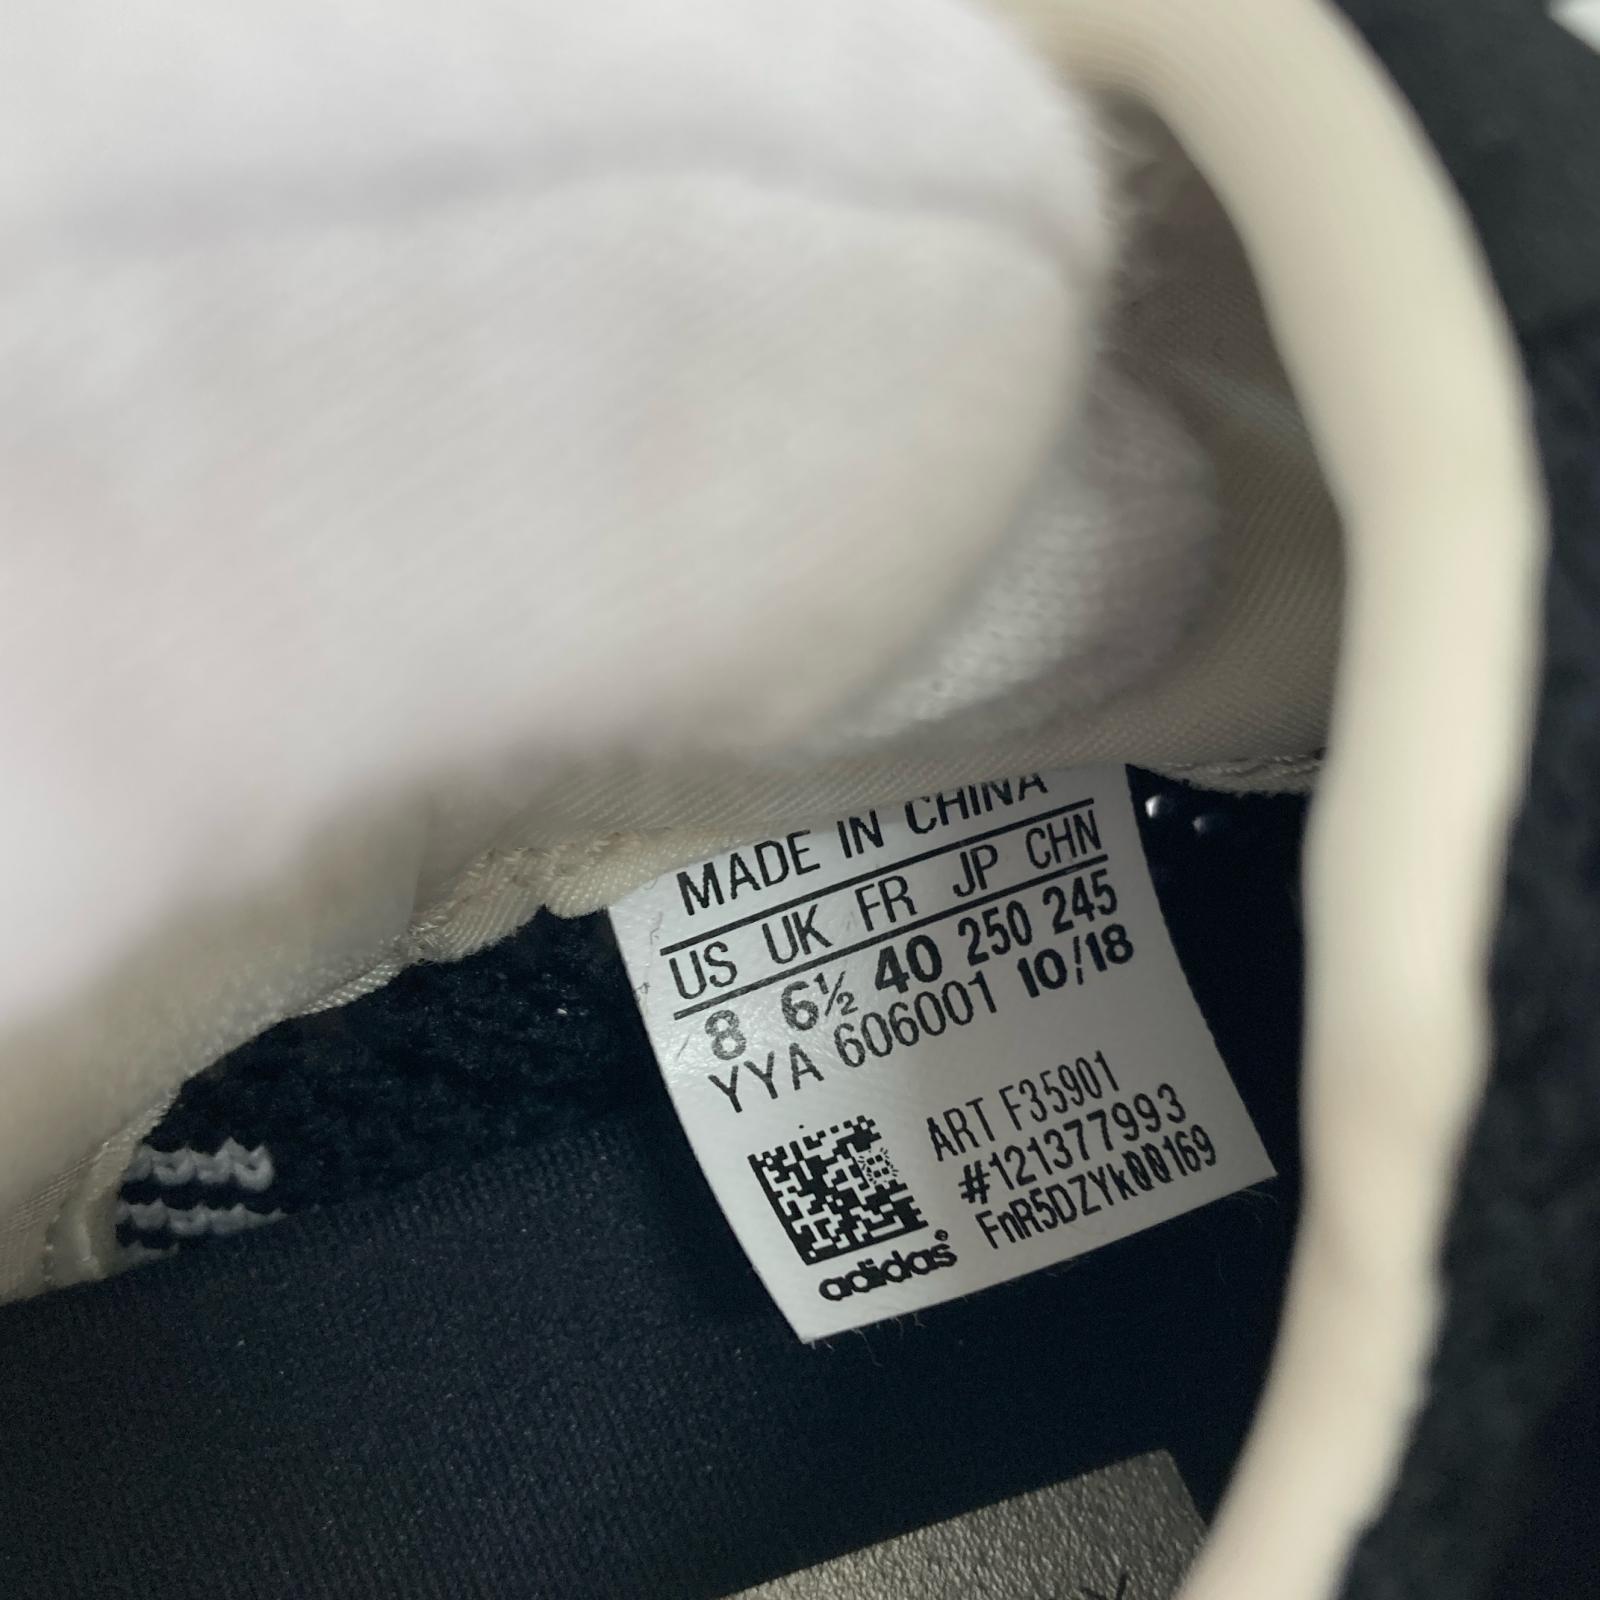 MADE IN CHINA
US UK FR JP CHN
8 6½ 40 250 245
YYA 606001 10/18
ART F35901
#121377993
FnR5DZYk00169
adidas®